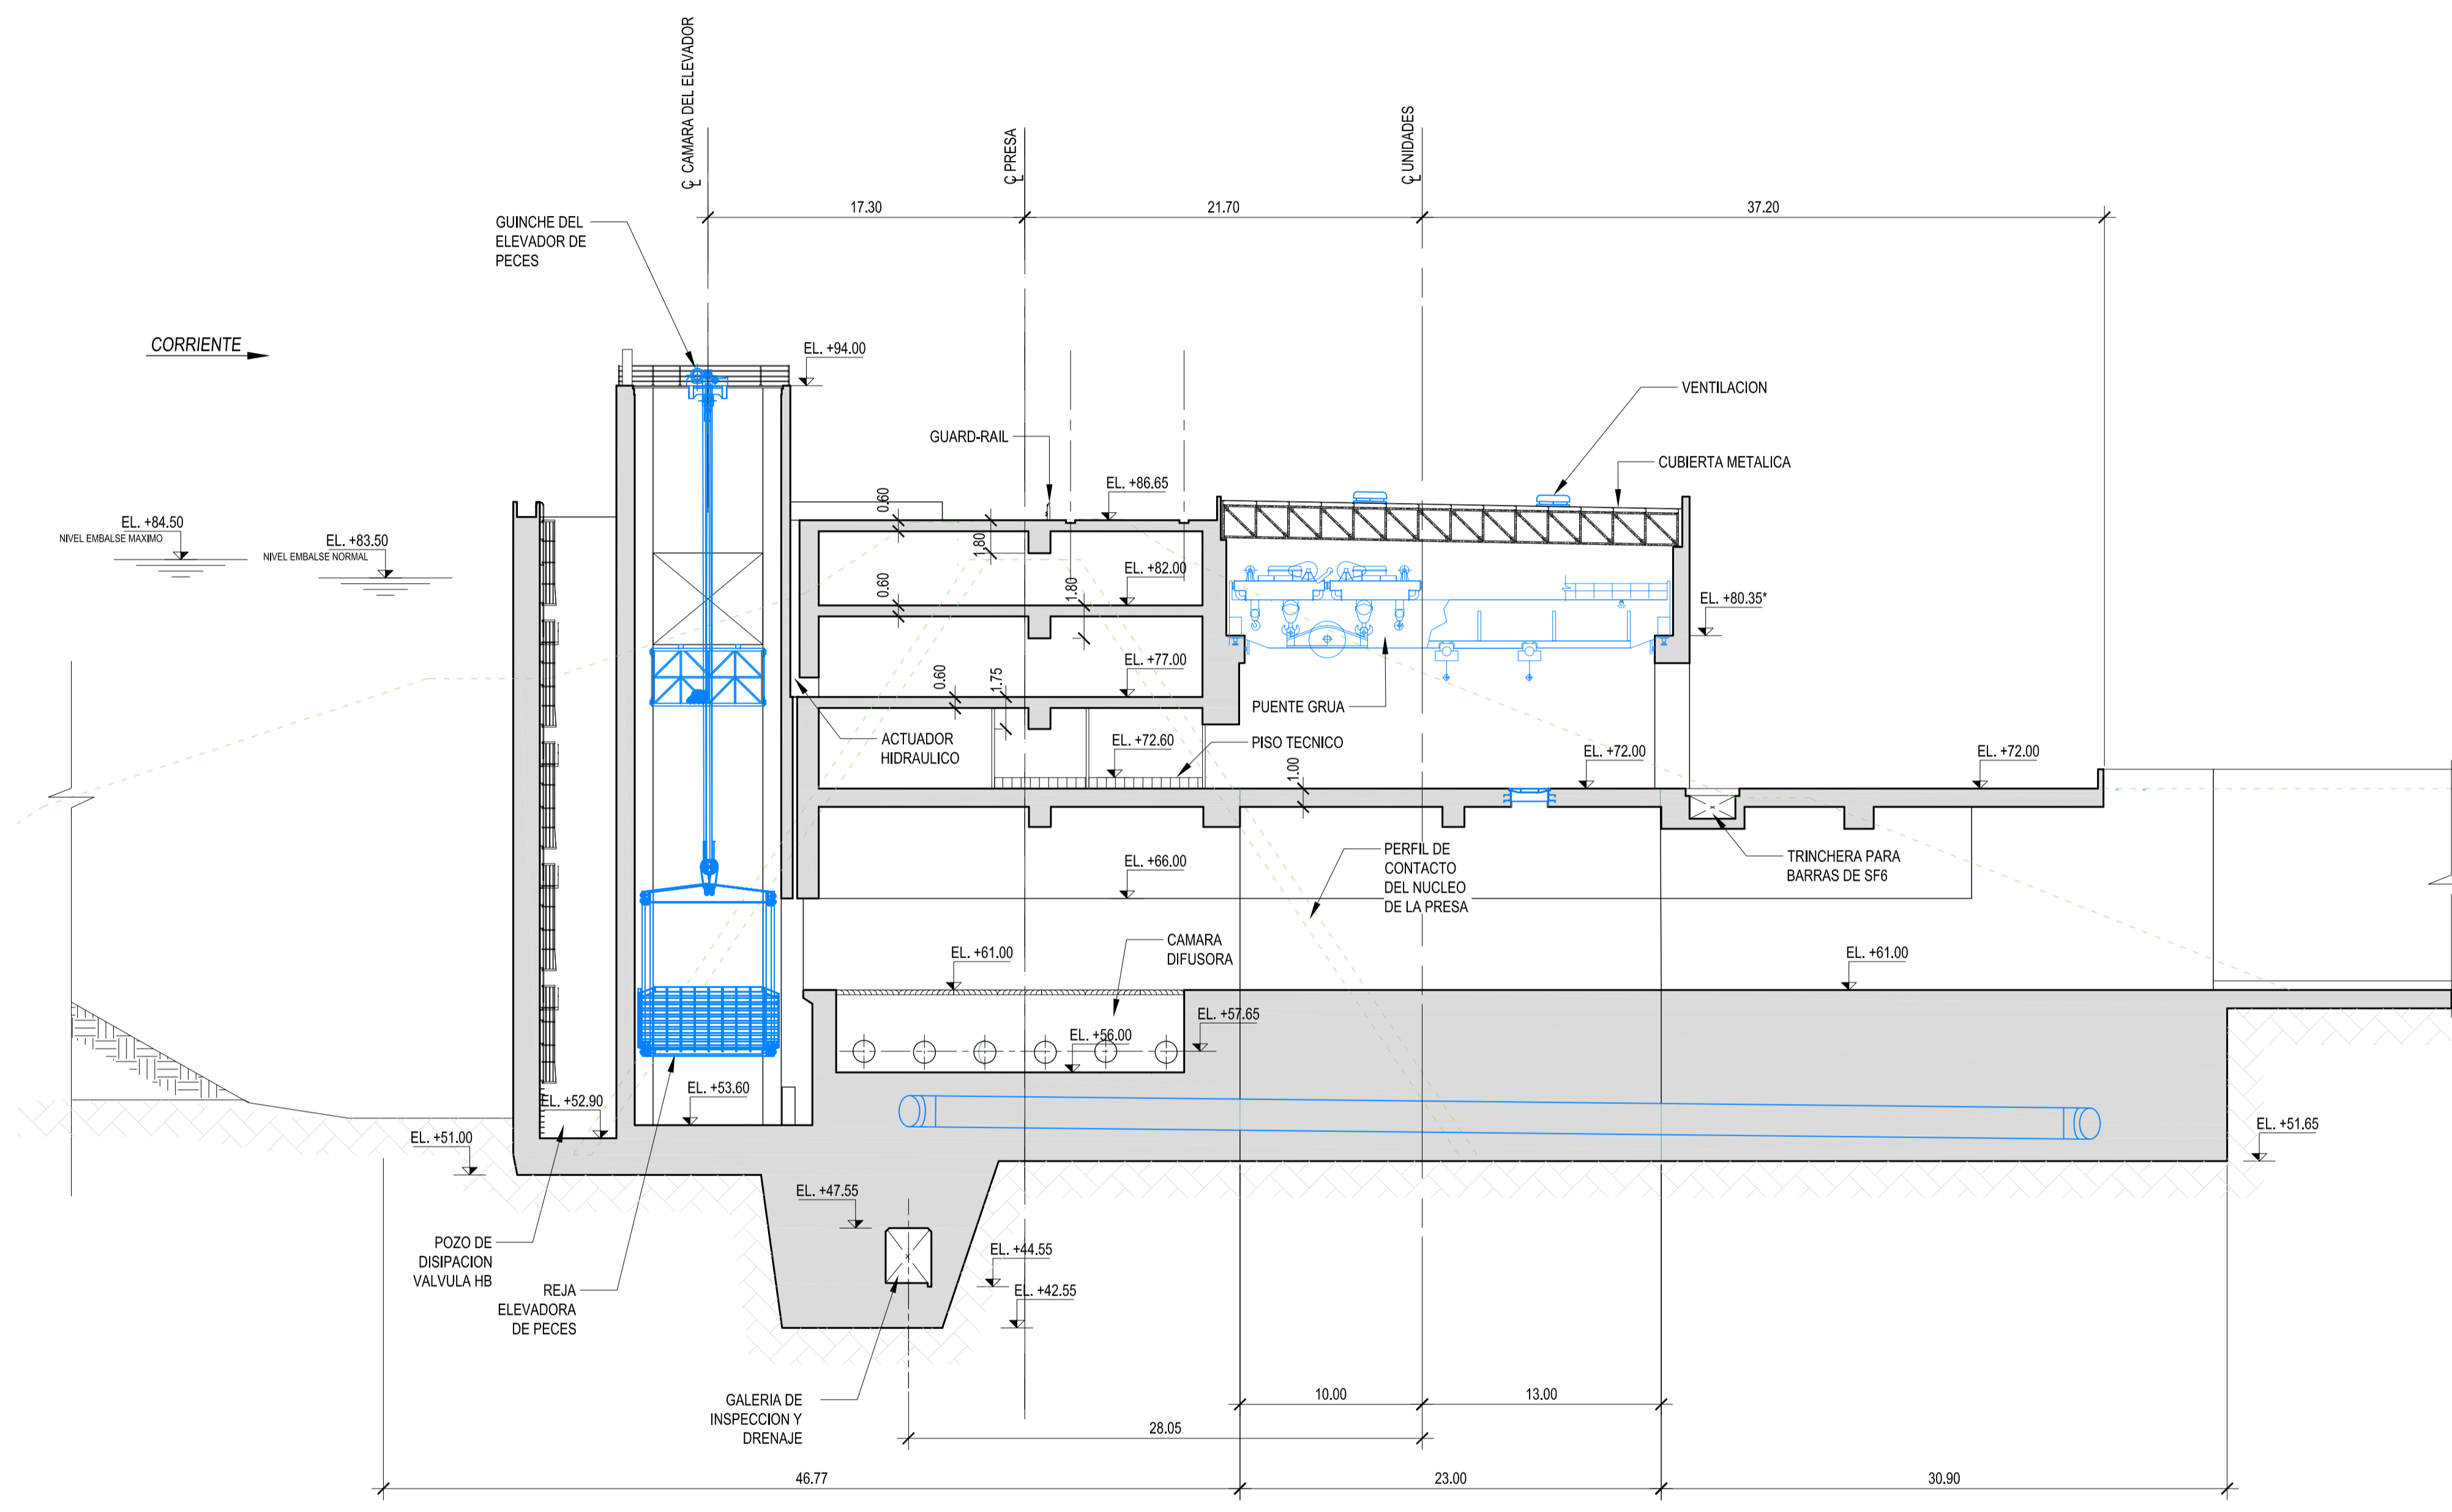 ℄ CAMARA DEL ELEVADOR
℄ PRESA
℄ UNIDADES
17.30
21.70
37.20
GUINCHE DEL
ELEVADOR DE
PECES
CORRIENTE
EL. +94.00
VENTILACION
GUARD-RAIL
CUBIERTA METALICA
EL. +86.65
0.60
EL. +84.50
NIVEL EMBALSE MAXIMO
EL. +83.50
NIVEL EMBALSE NORMAL
1.80
EL. +82.00
0.60
1.80
EL. +80.35*
EL. +77.00
0.60
1.75
PUENTE GRUA
ACTUADOR
HIDRAULICO
EL. +72.60
PISO TECNICO
EL. +72.00
EL. +72.00
1.00
PERFIL DE
CONTACTO
DEL NUCLEO
DE LA PRESA
EL. +66.00
TRINCHERA PARA
BARRAS DE SF6
CAMARA
DIFUSORA
EL. +61.00
EL. +61.00
EL. +57.65
EL. +56.00
EL. +53.60
EL. +52.90
EL. +51.00
EL. +51.65
EL. +47.55
POZO DE
DISIPACION
VALVULA HB
EL. +44.55
REJA
ELEVADORA
DE PECES
EL. +42.55
GALERIA DE
INSPECCION Y
DRENAJE
10.00
13.00
28.05
46.77
23.00
30.90